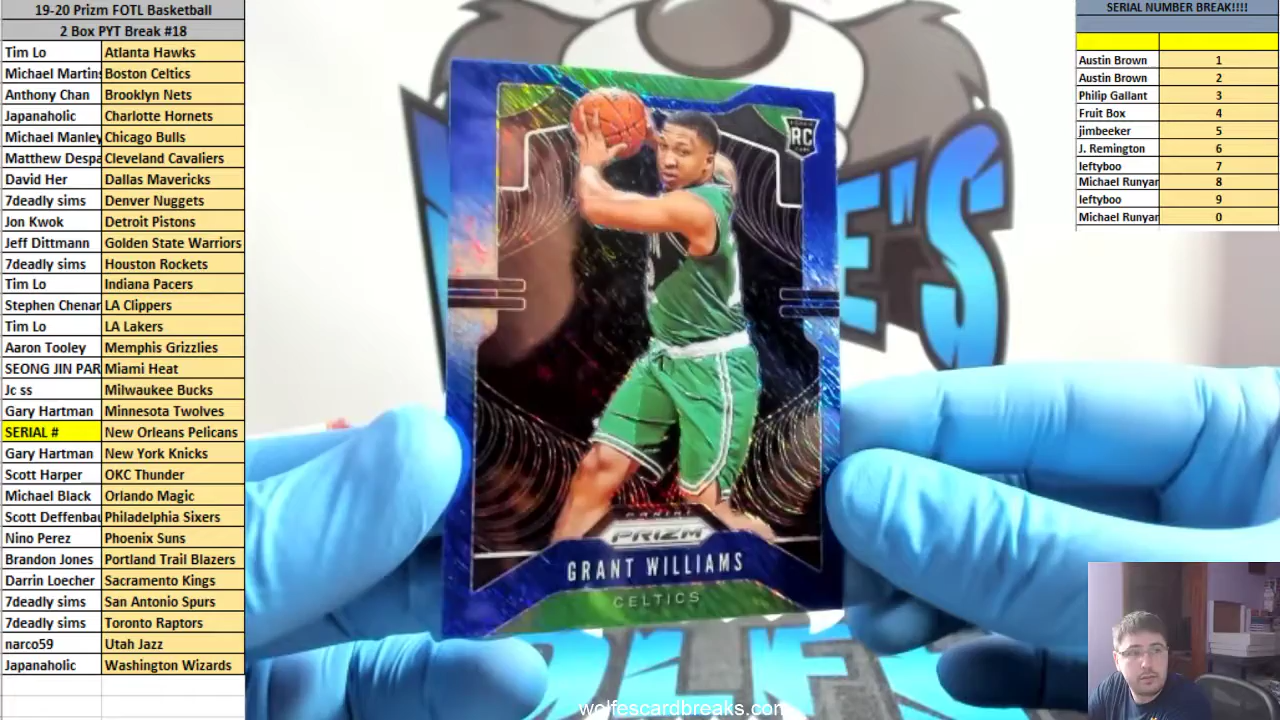 19-20 Prizm FOTL Basketball
2 Box PYT Break #18
Tim Lo Atlanta Hawks
Michael Martins Boston Celtics
Anthony Chan Brooklyn Nets
Japanaholic Charlotte Hornets
Michael Manley Chicago Bulls
Matthew Despa Cleveland Cavaliers
David Her Dallas Mavericks
7deadly sims Denver Nuggets
Jon Kwok Detroit Pistons
Jeff Dittmann Golden State Warriors
7deadly sims Houston Rockets
Tim Lo Indiana Pacers
Stephen Chenar LA Clippers
Tim Lo LA Lakers
Aaron Tooley Memphis Grizzlies
SEONG JIN PAR Miami Heat
Jc ss Milwaukee Bucks
Gary Hartman Minnesota Twolves
SERIAL # New Orleans Pelicans
Gary Hartman New York Knicks
Scott Harper OKC Thunder
Michael Black Orlando Magic
Scott Deffenbau Philadelphia Sixers
Nino Perez Phoenix Suns
Brandon Jones Portland Trail Blazers
Darrin Loecher Sacramento Kings
7deadly sims San Antonio Spurs
7deadly sims Toronto Raptors
narco59 Utah Jazz
Japanaholic Washington Wizards
RC
PANINI
PRIZM
GRANT WILLIAMS
CELTICS
wolfescardbreaks.com
SERIAL NUMBER BREAK!!!!
Austin Brown 1
Austin Brown 2
Philip Gallant 3
Fruit Box 4
jimbeeker 5
J. Remington 6
leftyboo 7
Michael Runyar 8
leftyboo 9
Michael Runyar 0